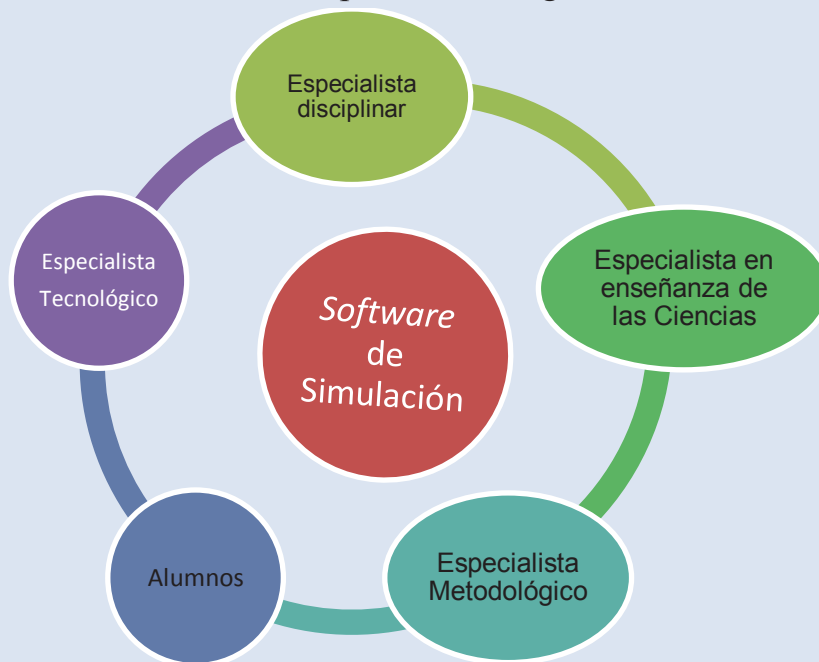 Especialista
disciplinar
Especialista en
enseñanza de
las Ciencias
Especialista
Metodológico
Alumnos
Especialista
Tecnológico
Software
de
Simulación